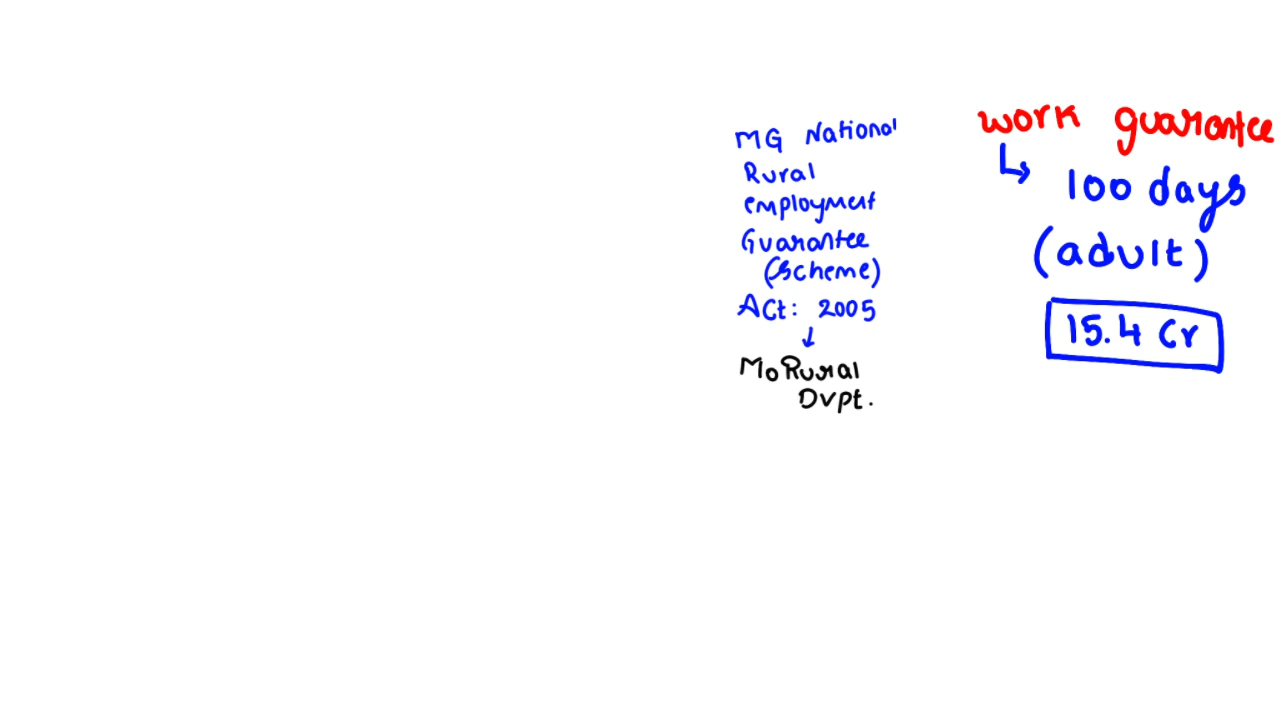 MG National
Rural
employment
Guarantee
(scheme)
Act: 2005
↓
MoRural
Dvpt.
work guarantee
↳ 100 days
(adult)
15.4 Cr